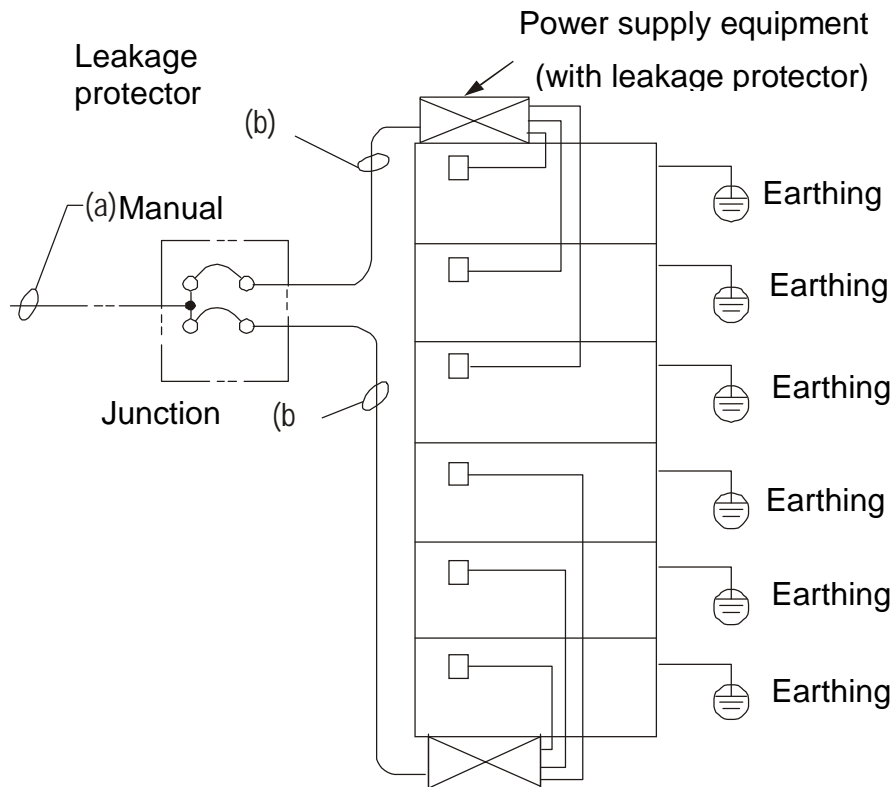 Power supply equipment
(with leakage protector)
Leakage
protector
(b)
(a) Manual
Junction
(b
Earthing
Earthing
Earthing
Earthing
Earthing
Earthing